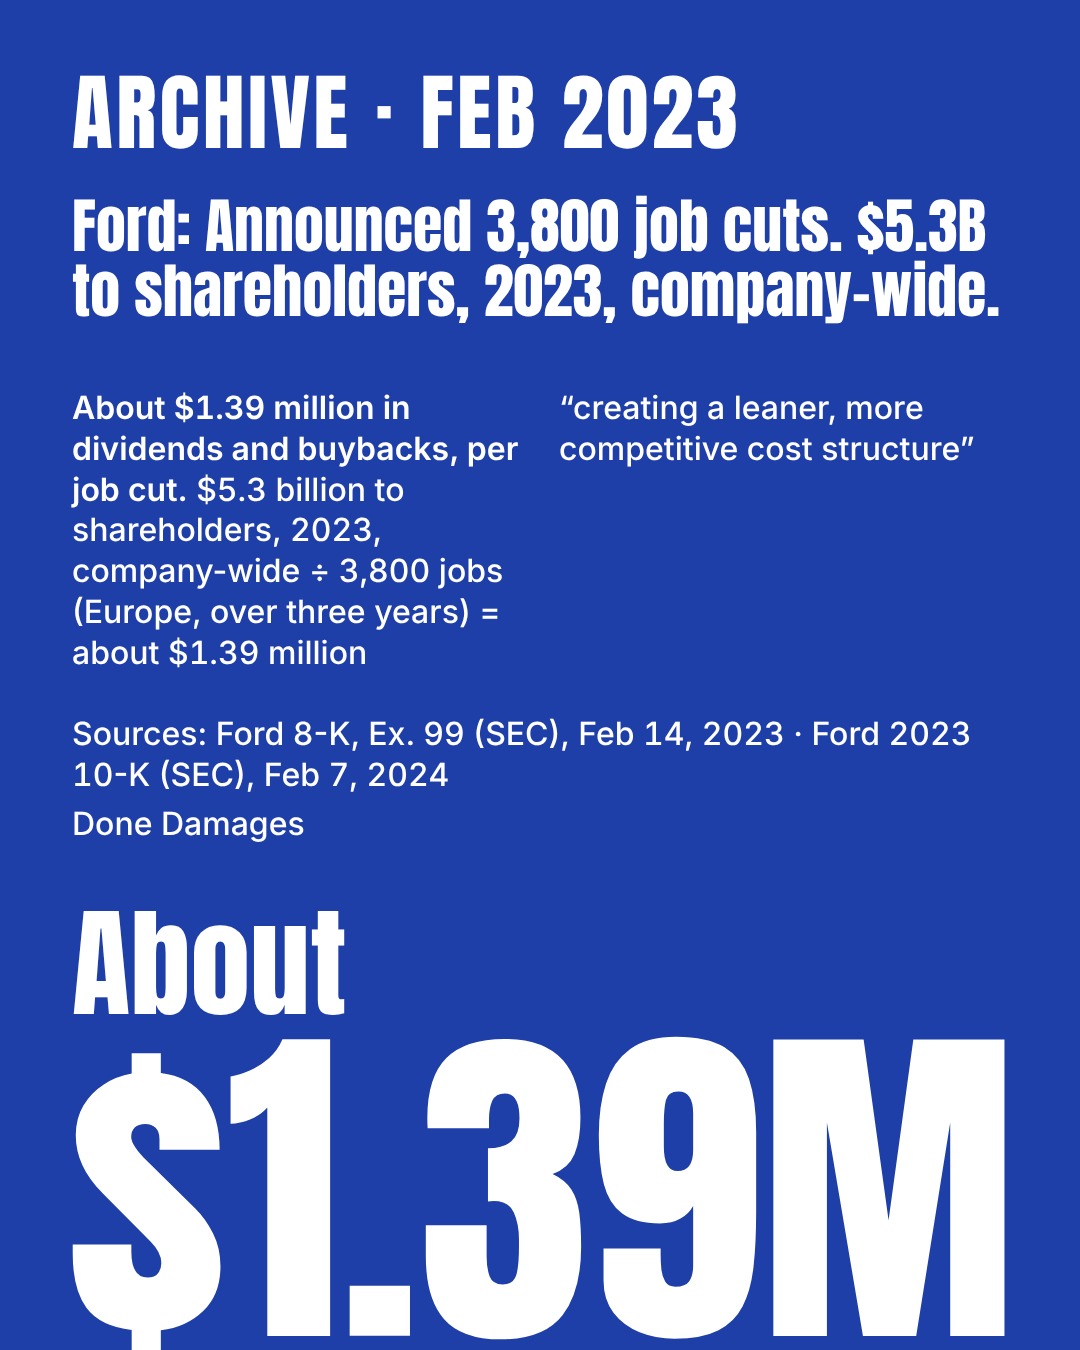 ARCHIVE · FEB 2023
Ford: Announced 3,800 job cuts. $5.3B
to shareholders, 2023, company-wide.
About $1.39 million in
dividends and buybacks, per
job cut. $5.3 billion to
shareholders, 2023,
company-wide ÷ 3,800 jobs
(Europe, over three years) =
about $1.39 million
“creating a leaner, more
competitive cost structure”
Sources: Ford 8-K, Ex. 99 (SEC), Feb 14, 2023 · Ford 2023
10-K (SEC), Feb 7, 2024
Done Damages
About
$1.39M